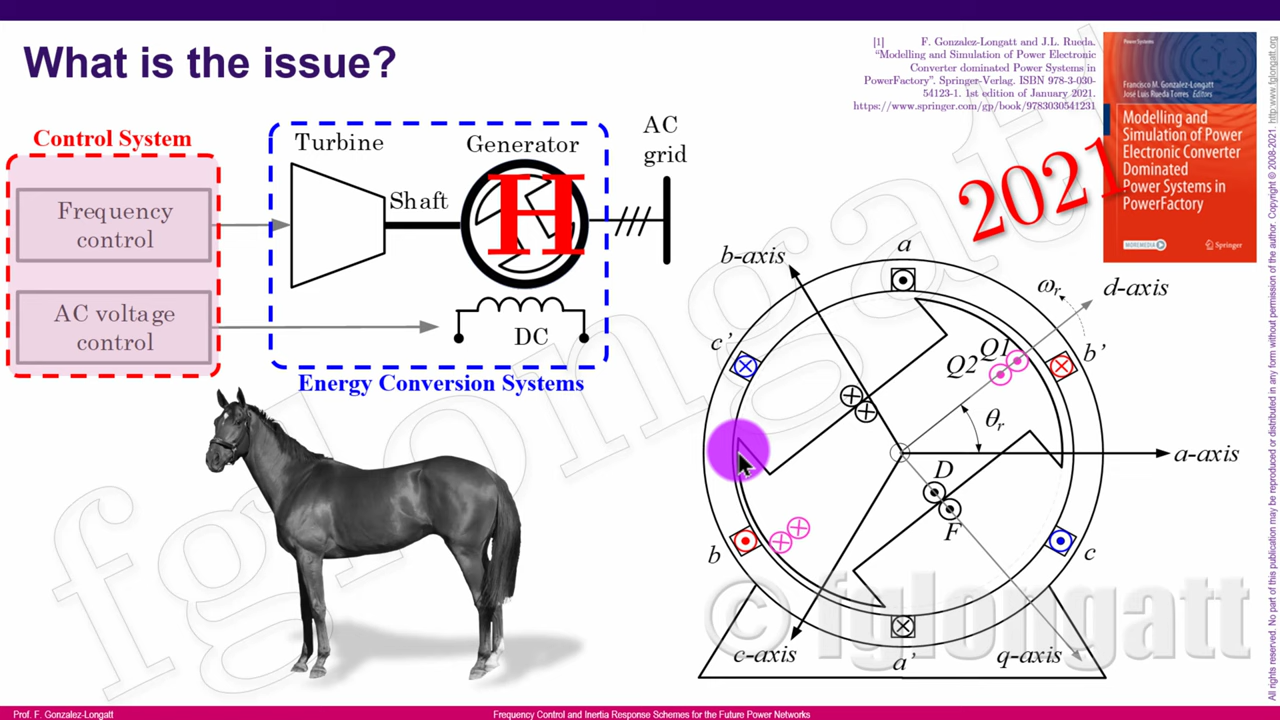 What is the issue?
[1] F. Gonzalez-Longatt and J.L. Rueda.
"Modelling and Simulation of Power Electronic
Converter dominated Power Systems in
PowerFactory". Springer-Verlag. ISBN 978-3-030-
54123-1. 1st edition of January 2021.
https://www.springer.com/gp/book/9783030541231
Power Systems
Francisco M. Gonzalez-Longatt
José Luis Rueda Torres Editors
Modelling and
Simulation of Power
Electronic Converter
Dominated
Power Systems in
PowerFactory
MOREMEDIA
Springer
2021
Control System
Frequency
control
AC voltage
control
Turbine
Shaft
Generator
H
DC
AC
grid
Energy Conversion Systems
a
b-axis
ωr
d-axis
c'
Q1
Q2
b'
θr
a-axis
D
F
b
c
c-axis
a'
q-axis
fglongatt
© fglongatt
All rights reserved. No part of this publication may be reproduced or distributed in any form without permission of the author. Copyright © 2008-2021 http:www.fglongatt.org
Prof. F. Gonzalez-Longatt
Frequency Control and Inertia Response Schemes for the Future Power Networks